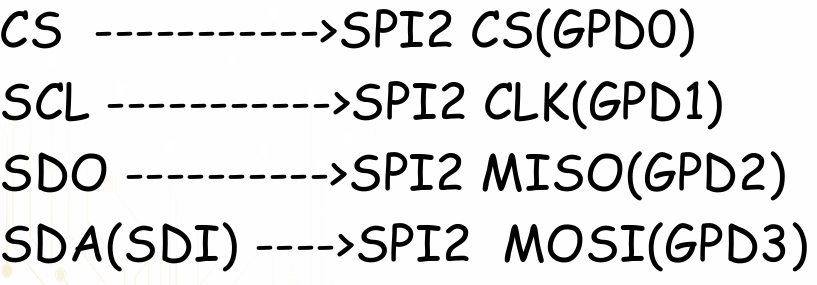 CS ----------->SPI2 CS(GPD0)
SCL ----------->SPI2 CLK(GPD1)
SDO ---------->SPI2 MISO(GPD2)
SDA(SDI) ---->SPI2 MOSI(GPD3)